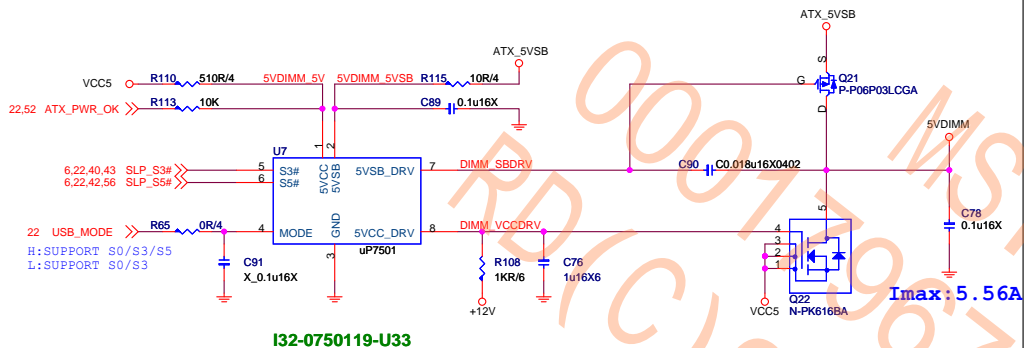 ATX_5VSB
ATX_5VSB
VCC5
R110
510R/4
5VDIMM_5V
5VDIMM_5VSB
R115
10R/4
S
G
Q21
P-P06P03LCGA
D
22,52 ATX_PWR_OK
R113
10K
C89
0.1u16X
5VDIMM
1
2
U7
6,22,40,43 SLP_S3#
6,22,42,56 SLP_S5#
5
6
S3#
S5#
5VCC
5VSB
5VSB_DRV
7
DIMM_SBDRV
C90
C0.018u16X0402
5
C78
0.1u16X
22 USB_MODE
R65
0R/4
4
MODE
GND
5VCC_DRV
8
DIMM_VCCDRV
4
3
2
1
H:SUPPORT S0/S3/S5
L:SUPPORT S0/S3
3
uP7501
C91
X_0.1u16X
R108
1KR/6
C76
1u16X6
+12V
VCC5
Q22
N-PK616BA
Imax:5.56A
I32-0750119-U33